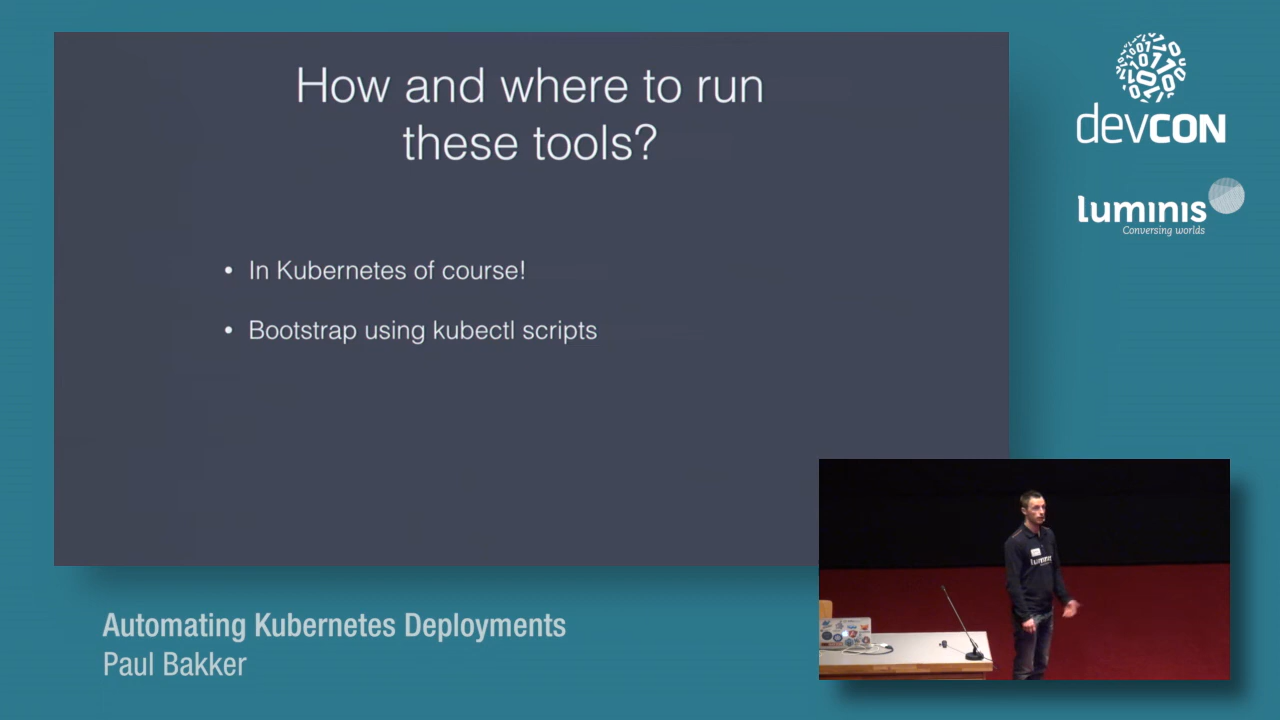 How and where to run
these tools?
• In Kubernetes of course!
• Bootstrap using kubectl scripts
devCON
luminis
Conversing worlds
Automating Kubernetes Deployments
Paul Bakker